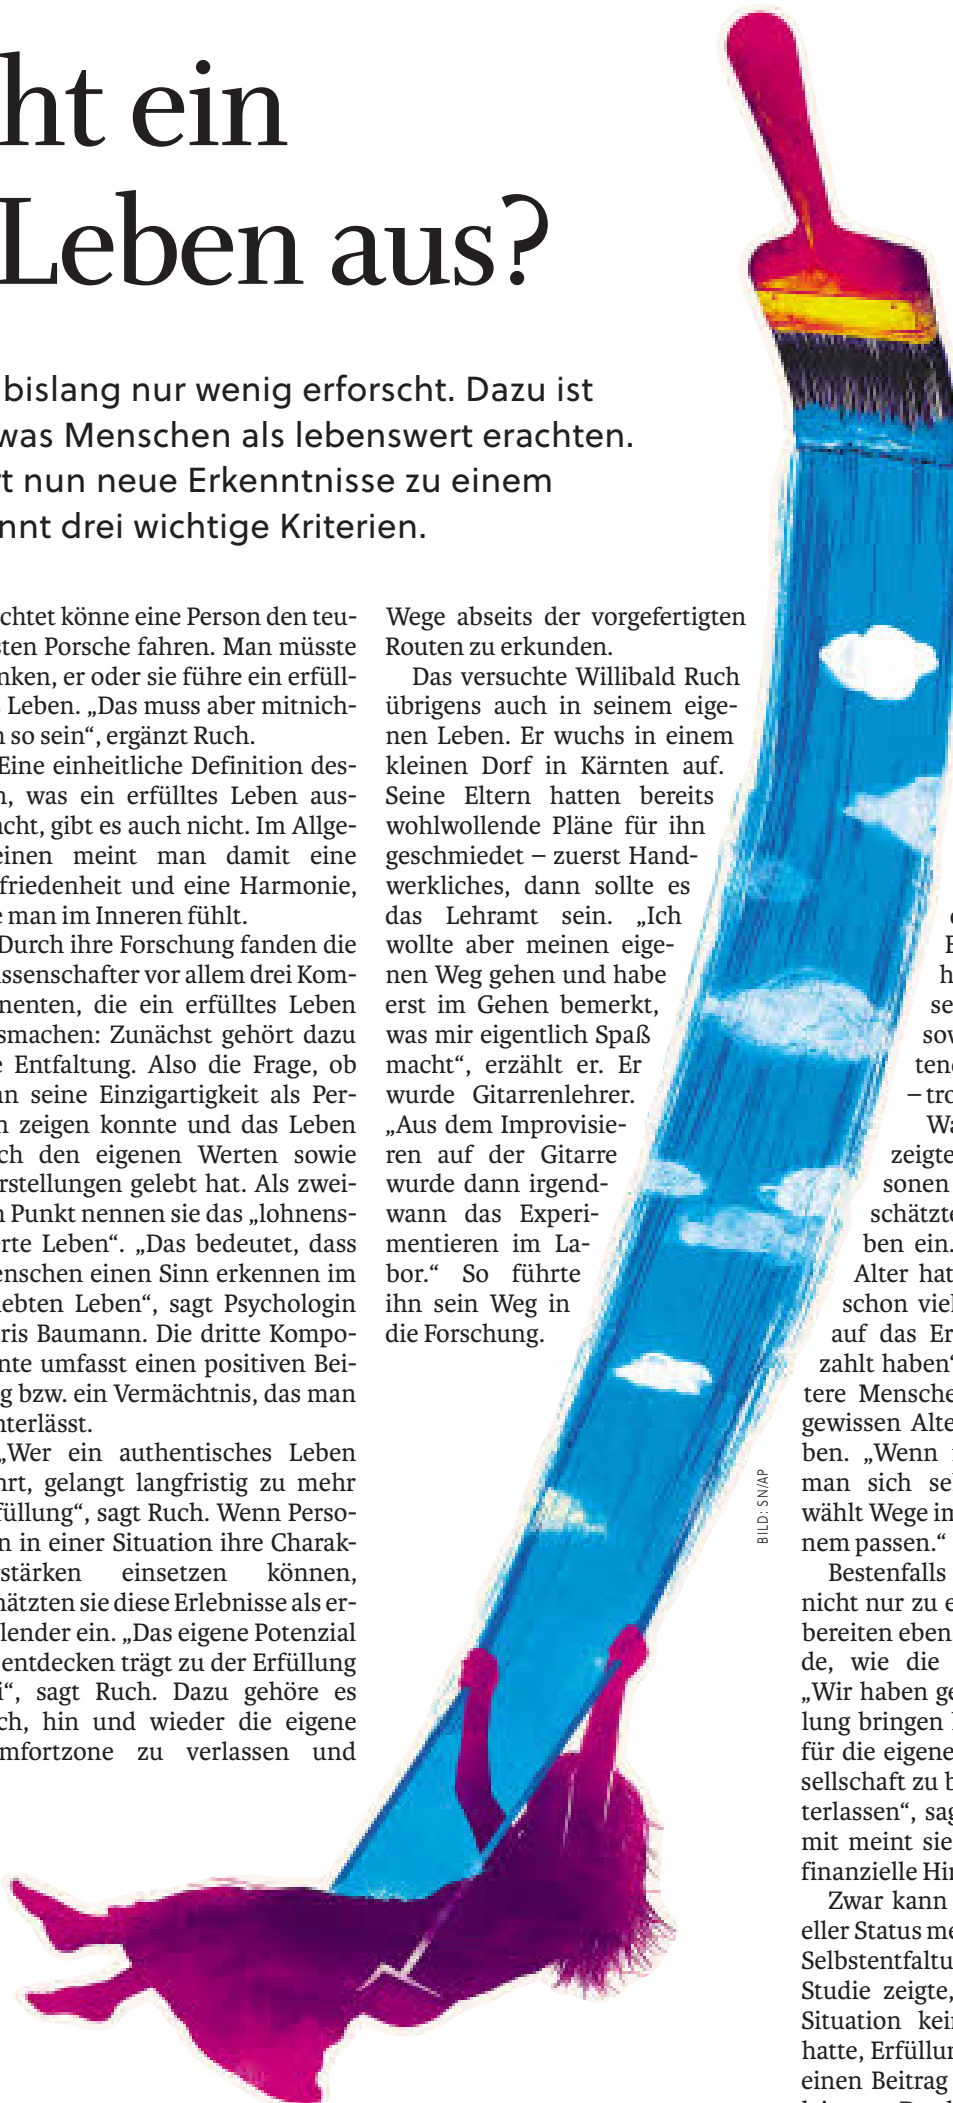 ht ein
Leben aus?
bislang nur wenig erforscht. Dazu ist
was Menschen als lebenswert erachten.
t nun neue Erkenntnisse zu einem
nnt drei wichtige Kriterien.
chtet könne eine Person den teu-
ten Porsche fahren. Man müsste
nken, er oder sie führe ein erfüll-
Leben. „Das muss aber mitnich-
n so sein“, ergänzt Ruch.
Eine einheitliche Definition des-
n, was ein erfülltes Leben aus-
acht, gibt es auch nicht. Im Allge-
einen meint man damit eine
friedenheit und eine Harmonie,
e man im Inneren fühlt.
Durch ihre Forschung fanden die
issenschafter vor allem drei Kom-
nenten, die ein erfülltes Leben
smachen: Zunächst gehört dazu
e Entfaltung. Also die Frage, ob
an seine Einzigartigkeit als Per-
n zeigen konnte und das Leben
ch den eigenen Werten sowie
rstellungen gelebt hat. Als zwei-
n Punkt nennen sie das „lohnens-
erte Leben“. „Das bedeutet, dass
enschen einen Sinn erkennen im
lebten Leben“, sagt Psychologin
ris Baumann. Die dritte Kompo-
nte umfasst einen positiven Bei-
g bzw. ein Vermächtnis, das man
nterlässt.
„Wer ein authentisches Leben
hrt, gelangt langfristig zu mehr
füllung“, sagt Ruch. Wenn Perso-
n in einer Situation ihre Charak-
rstärken einsetzen können,
hätzten sie diese Erlebnisse als er-
lender ein. „Das eigene Potenzial
entdecken trägt zu der Erfüllung
i“, sagt Ruch. Dazu gehöre es
ch, hin und wieder die eigene
mfortzone zu verlassen und
Wege abseits der vorgefertigten
Routen zu erkunden.
Das versuchte Willibald Ruch
übrigens auch in seinem eige-
nen Leben. Er wuchs in einem
kleinen Dorf in Kärnten auf.
Seine Eltern hatten bereits
wohlwollende Pläne für ihn
geschmiedet – zuerst Hand-
werkliches, dann sollte es
das Lehramt sein. „Ich
wollte aber meinen eige-
nen Weg gehen und habe
erst im Gehen bemerkt,
was mir eigentlich Spaß
macht“, erzählt er. Er
wurde Gitarrenlehrer.
„Aus dem Improvisie-
ren auf der Gitarre
wurde dann irgend-
wann das Experi-
mentieren im La-
bor.“ So führte
ihn sein Weg in
die Forschung.
BILD: SN/AP
E
h
se
sow
tend
– tro
Wa
zeigte
sonen
schätzte
ben ein.
Alter hat
schon viel
auf das Er
zahlt haben“
tere Mensche
gewissen Alte
ben. „Wenn
man sich sel
wählt Wege im
nem passen.“
Bestenfalls
nicht nur zu e
bereiten eben
de, wie die
„Wir haben ge
lung bringen
für die eigene
sellschaft zu b
terlassen“, sag
mit meint sie
finanzielle Hin
Zwar kann
eller Status me
Selbstentfaltu
Studie zeigte,
Situation kein
hatte, Erfüllun
einen Beitrag